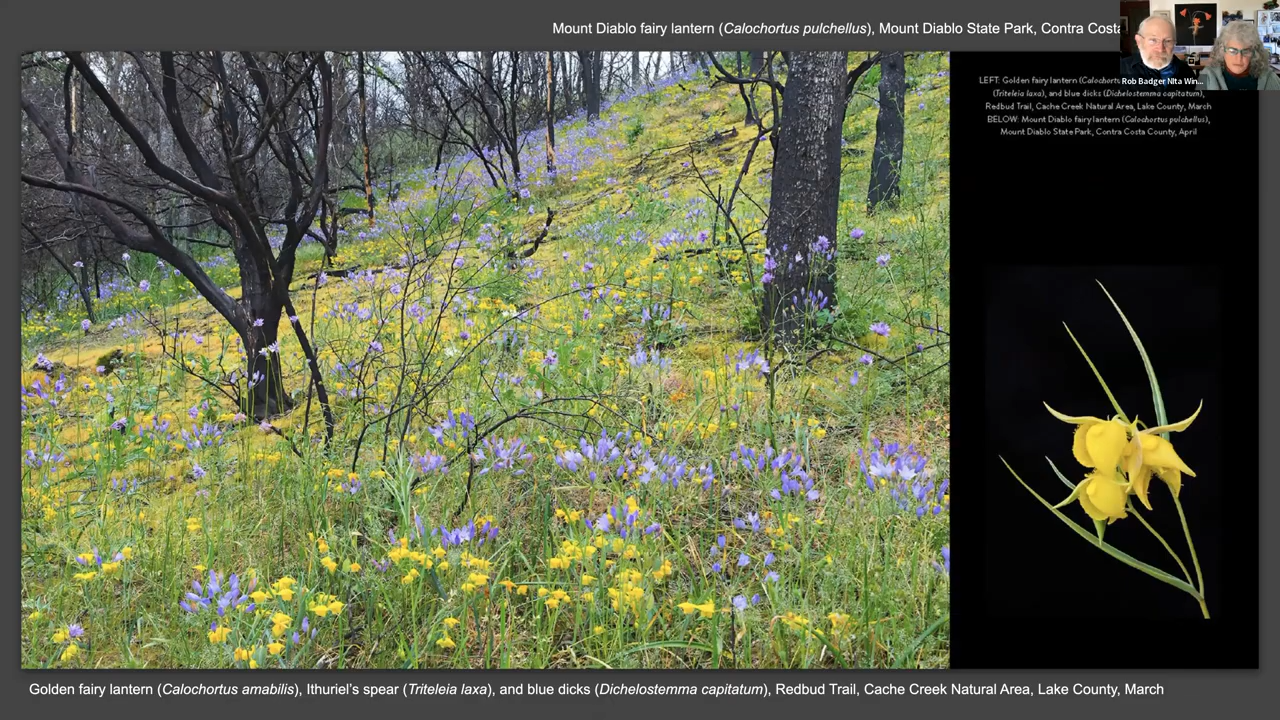 Mount Diablo fairy lantern (Calochortus pulchellus), Mount Diablo State Park, Contra Costa
Rob Badger Nita Win...
LEFT: Golden fairy lantern (Calochortu
(Triteleia laxa), and blue dicks (Dichelostemma capitatum),
Redbud Trail, Cache Creek Natural Area, Lake County, March
BELOW: Mount Diablo fairy lantern (Calochortus pulchellus),
Mount Diablo State Park, Contra Costa County, April
Golden fairy lantern (Calochortus amabilis), Ithuriel's spear (Triteleia laxa), and blue dicks (Dichelostemma capitatum), Redbud Trail, Cache Creek Natural Area, Lake County, March